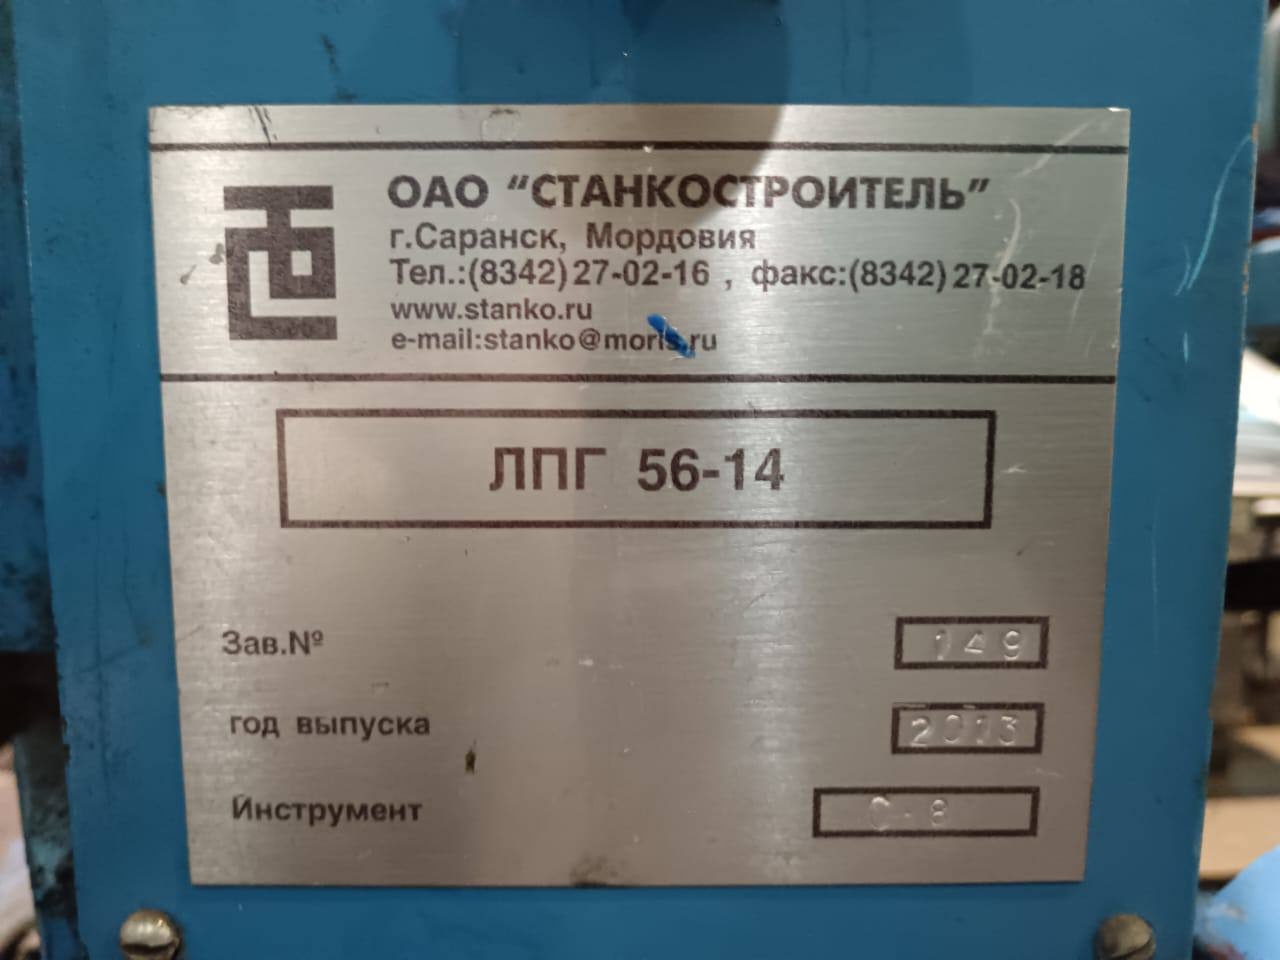 ОАО "СТАНКОСТРОИТЕЛЬ"
г.Саранск, Мордовия
Тел.:(8342)27-02-16 , факс:(8342)27-02-18
www.stanko.ru
e-mail:stanko@moris.ru
ЛПГ 56-14
Зав.№ 149
год выпуска 2013
Инструмент С-8